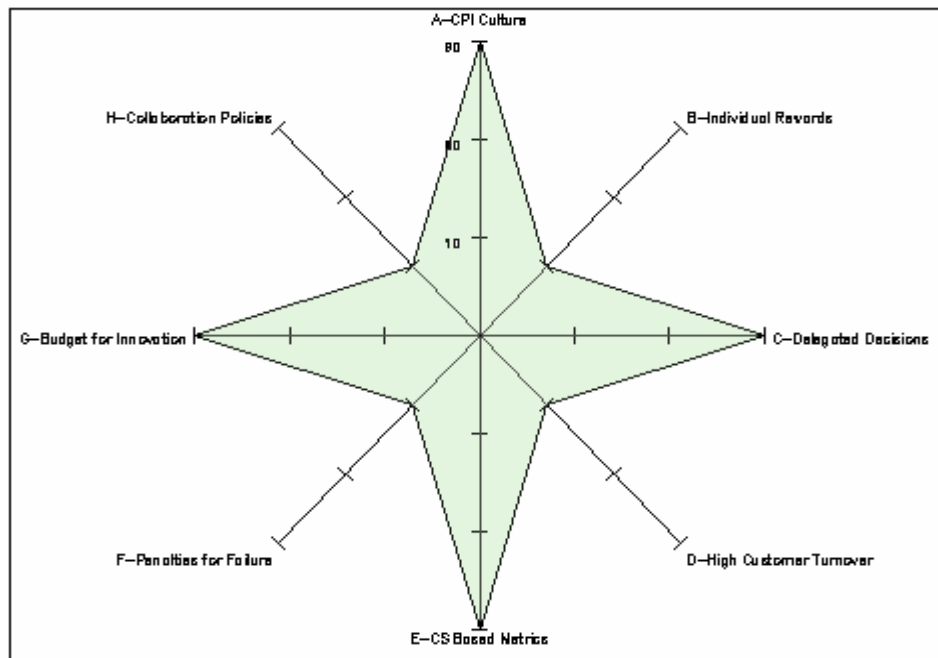 A–CPI Culture
H–Collaboration Policies
B–Individual Rewards
10
G–Budget for Innovation
C–Delegated Decisions
F–Penalties for Failure
D–High Customer Turnover
E–CS Based Metrics